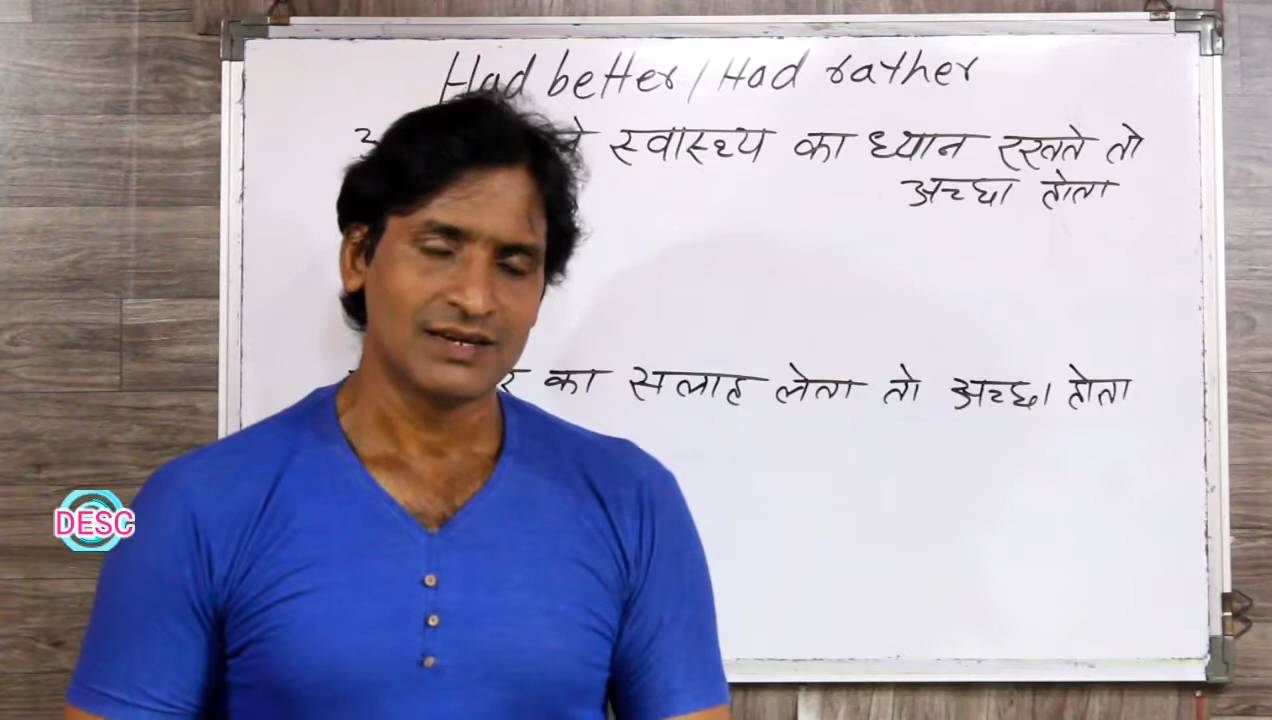 Had better / Had rather
स्वास्थ्य का ध्यान रखते तो
अच्छा होता
का सलाह लेता तो अच्छा होता
DESC